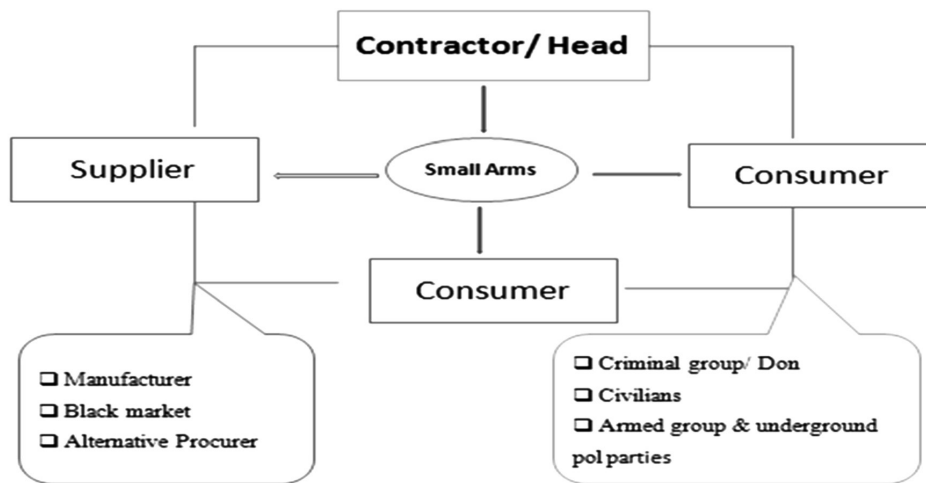 Contractor/ Head
Supplier
Small Arms
Consumer
Consumer
❑ Manufacturer
❑ Black market
❑ Alternative Procurer
❑ Criminal group/ Don
❑ Civilians
❑ Armed group & underground
pol parties